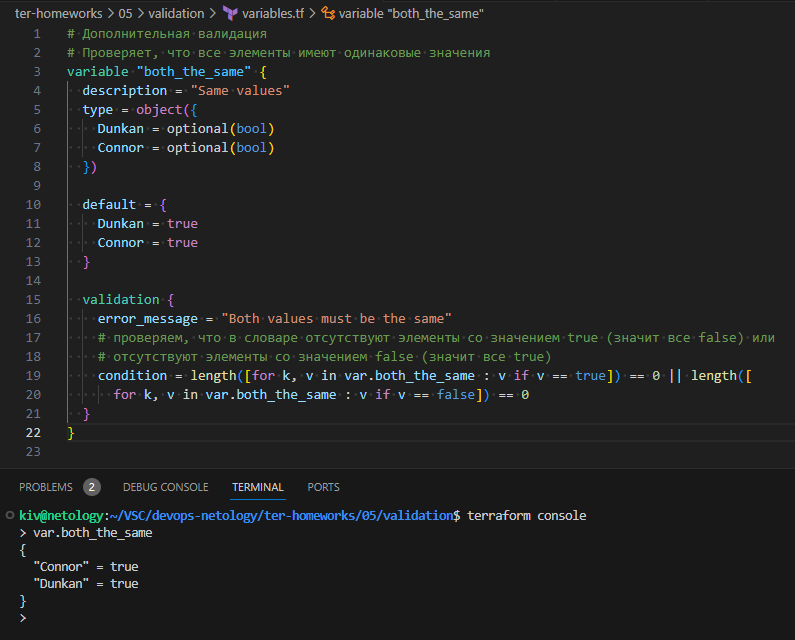 ter-homeworks > 05 > validation > variables.tf > variable "both_the_same"
1 # Дополнительная валидация
2 # Проверяет, что все элементы имеют одинаковые значения
3 variable "both_the_same" {
4   description = "Same values"
5   type = object({
6     Dunkan = optional(bool)
7     Connor = optional(bool)
8   })
9
10   default = {
11     Dunkan = true
12     Connor = true
13   }
14
15   validation {
16     error_message = "Both values must be the same"
17     # проверяем, что в словаре отсутствуют элементы со значением true (значит все false) или
18     # отсутствуют элементы со значением false (значит все true)
19     condition = length([for k, v in var.both_the_same : v if v == true]) == 0 || length([
20       for k, v in var.both_the_same : v if v == false]) == 0
21   }
22 }
23
PROBLEMS 2 DEBUG CONSOLE TERMINAL PORTS
kiv@netology:~/VSC/devops-netology/ter-homeworks/05/validation$ terraform console
> var.both_the_same
{
  "Connor" = true
  "Dunkan" = true
}
>